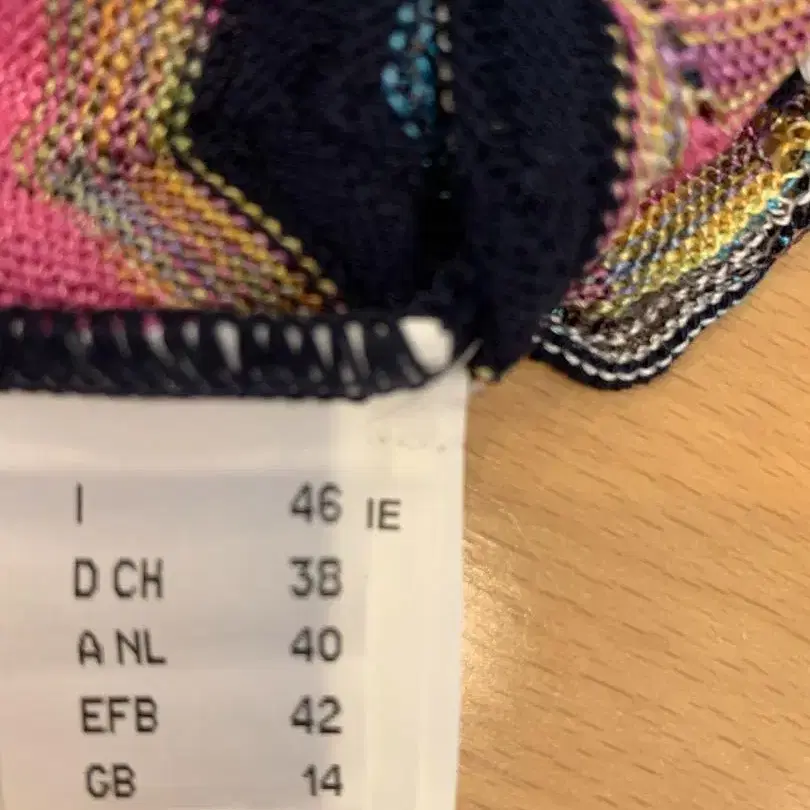 I 46 IE
D CH 38
A NL 40
EFB 42
GB 14